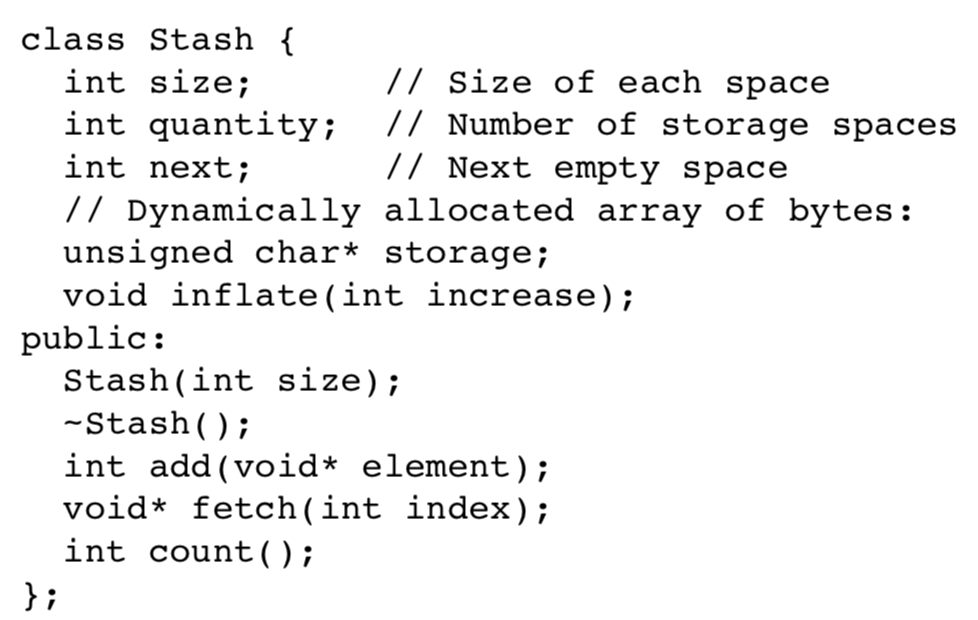 class Stash {
  int size;      // Size of each space
  int quantity;  // Number of storage spaces
  int next;      // Next empty space
  // Dynamically allocated array of bytes:
  unsigned char* storage;
  void inflate(int increase);
public:
  Stash(int size);
  ~Stash();
  int add(void* element);
  void* fetch(int index);
  int count();
};